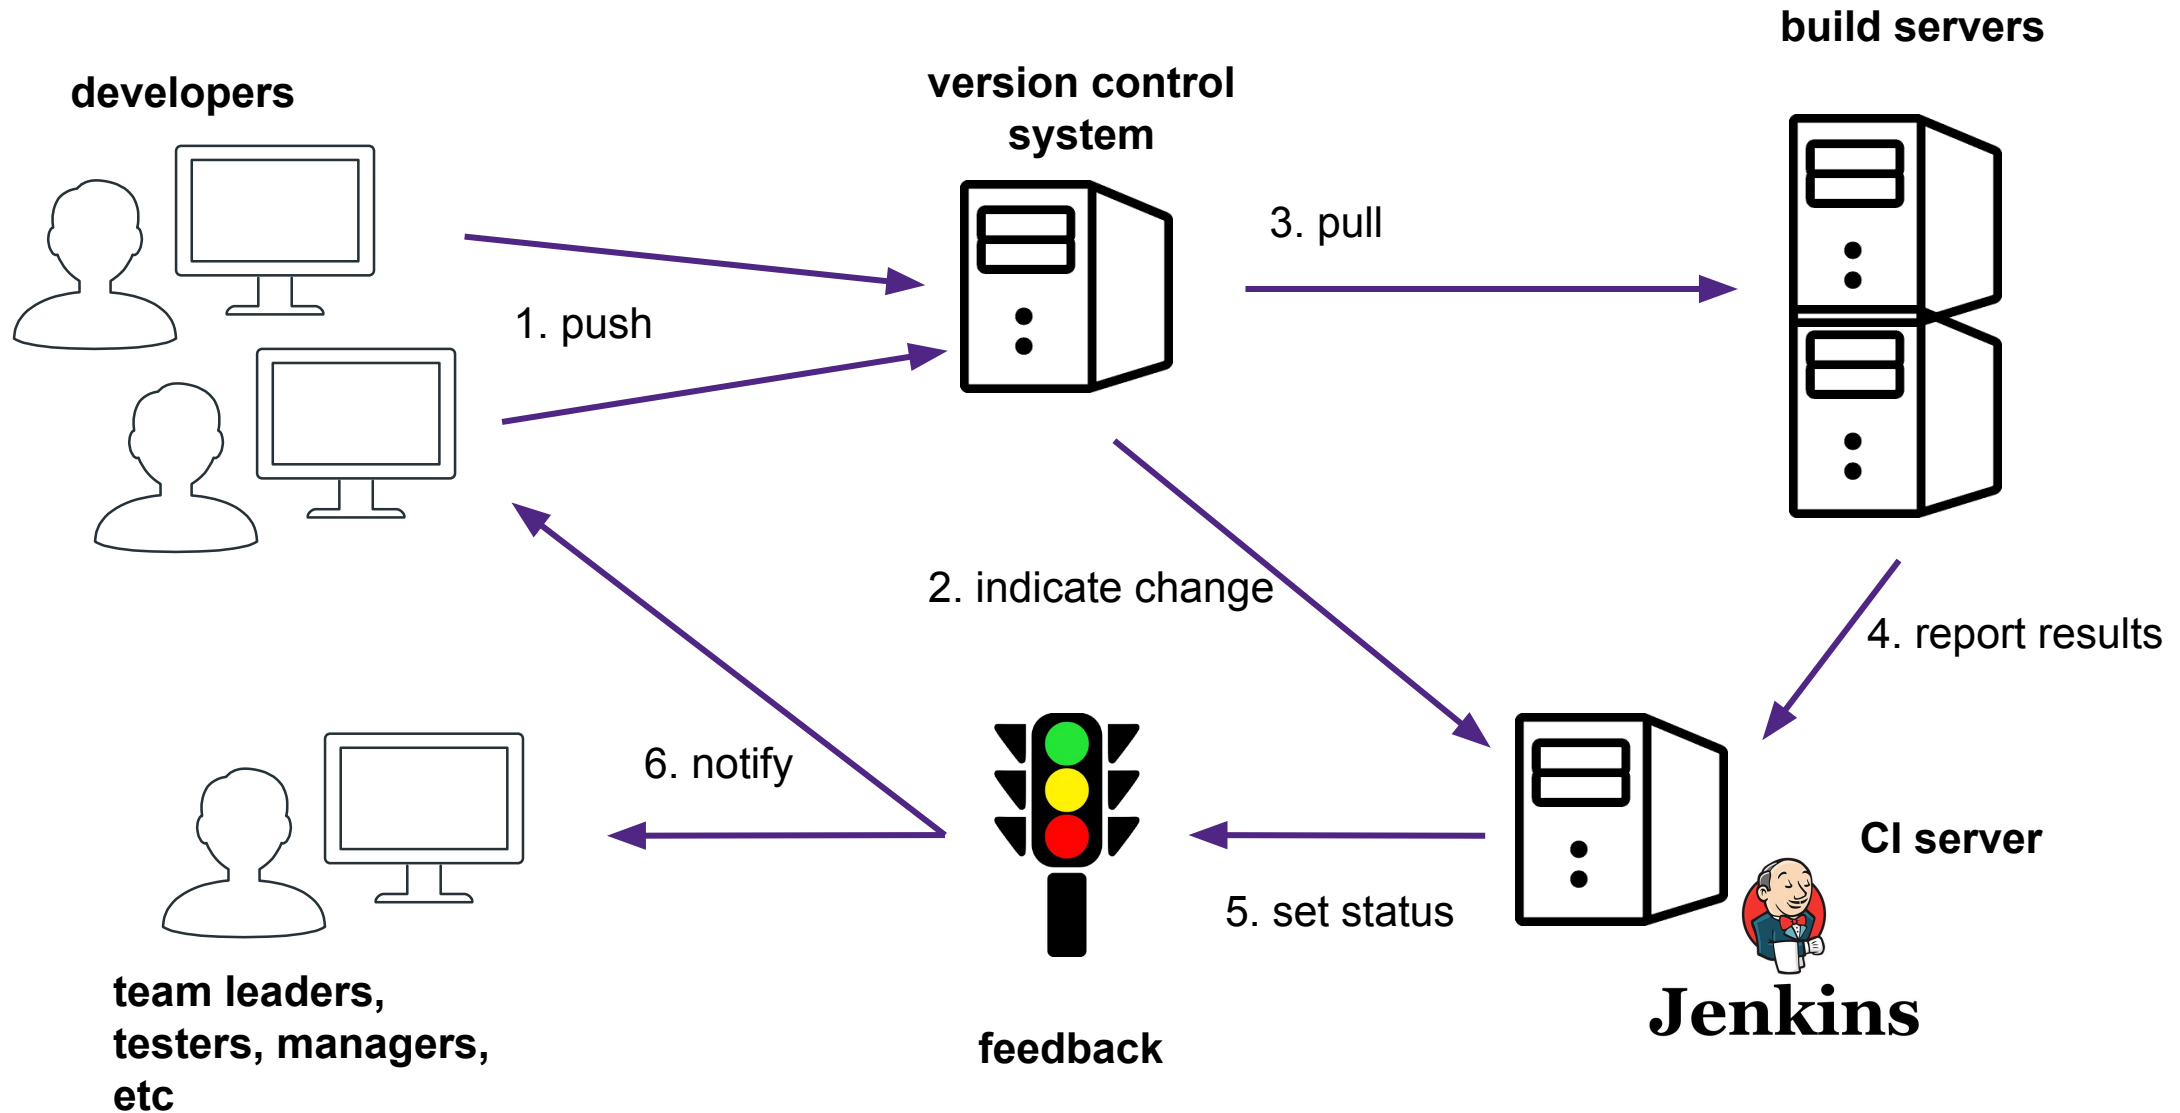 developers
version control
system
build servers
1. push
3. pull
2. indicate change
4. report results
6. notify
5. set status
CI server
Jenkins
team leaders,
testers, managers,
etc
feedback